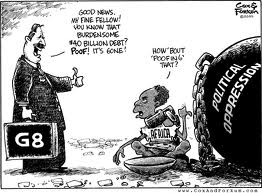 Cox & Forkum
©2005
GOOD NEWS,
MY FINE FELLOW!
YOU KNOW THAT
BURDENSOME
$40 BILLION DEBT?
POOF! IT'S GONE!
HOW 'BOUT
'POOFING'
THAT?
POLITICAL
OPPRESSION
AFRICA
G8
www.CoxAndForkum.com